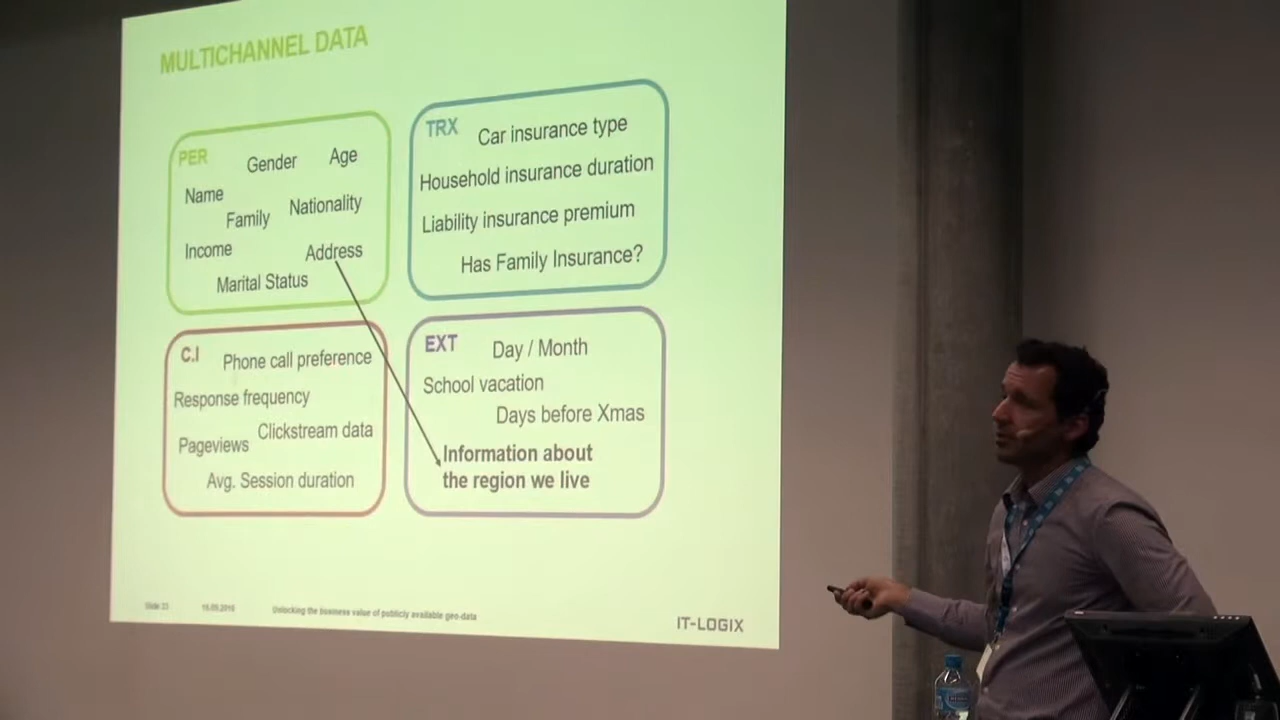 MULTICHANNEL DATA
PER
Gender Age
Name
Family Nationality
Income Address
Marital Status
TRX
Car insurance type
Household insurance duration
Liability insurance premium
Has Family Insurance?
C.I
Phone call preference
Response frequency
Pageviews Clickstream data
Avg. Session duration
EXT
Day / Month
School vacation
Days before Xmas
Information about
the region we live
Slide 33
Unlocking the business value of publicly available geo-data
IT-LOGIX